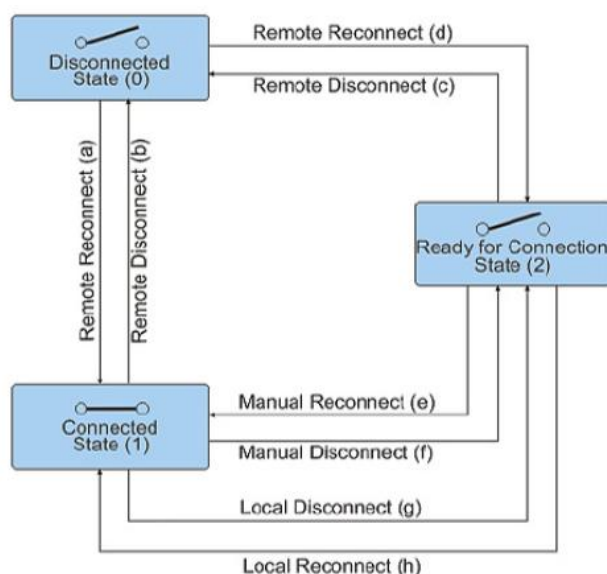 Remote Reconnect (d)
Disconnected
State (0)
Remote Disconnect (c)
Remote Reconnect (a)
Remote Disconnect (b)
Ready for Connection
State (2)
Manual Reconnect (e)
Connected
State (1)
Manual Disconnect (f)
Local Disconnect (g)
Local Reconnect (h)